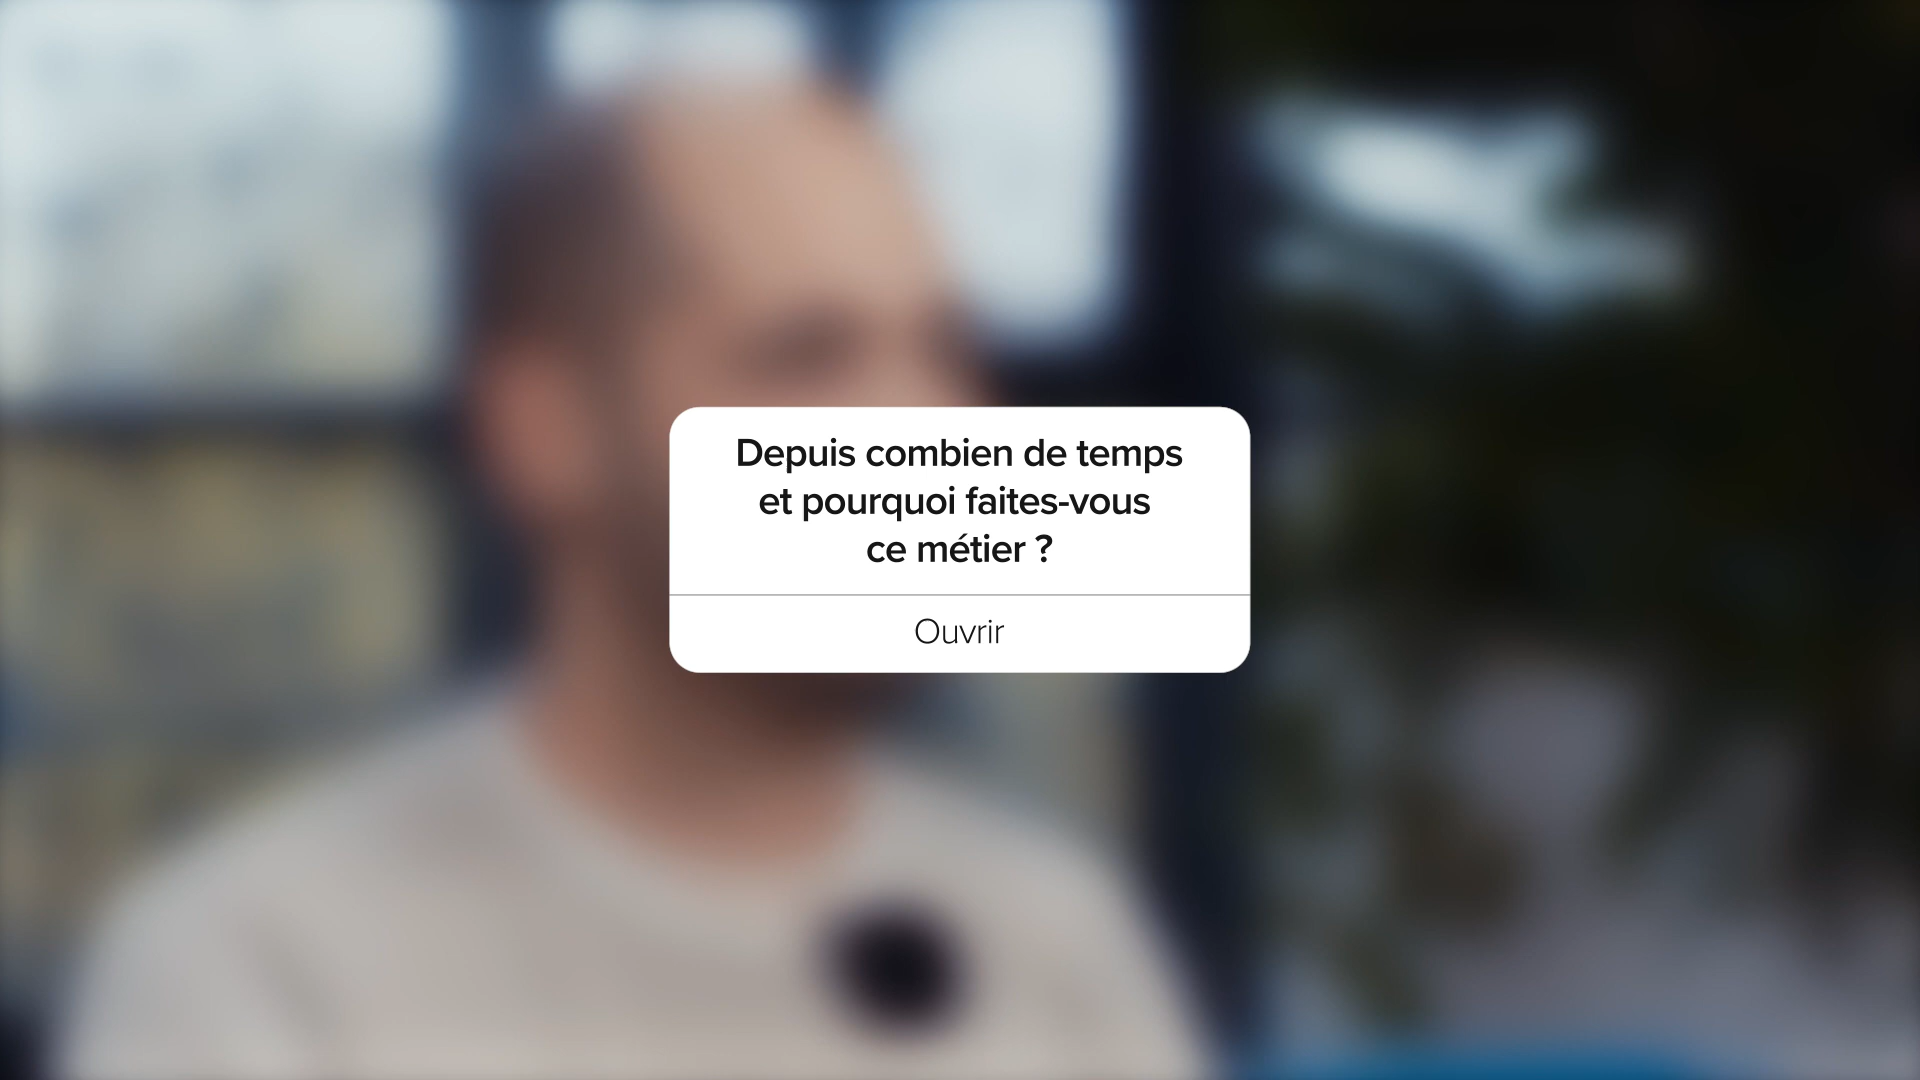 Depuis combien de temps
et pourquoi faites-vous
ce métier ?
Ouvrir